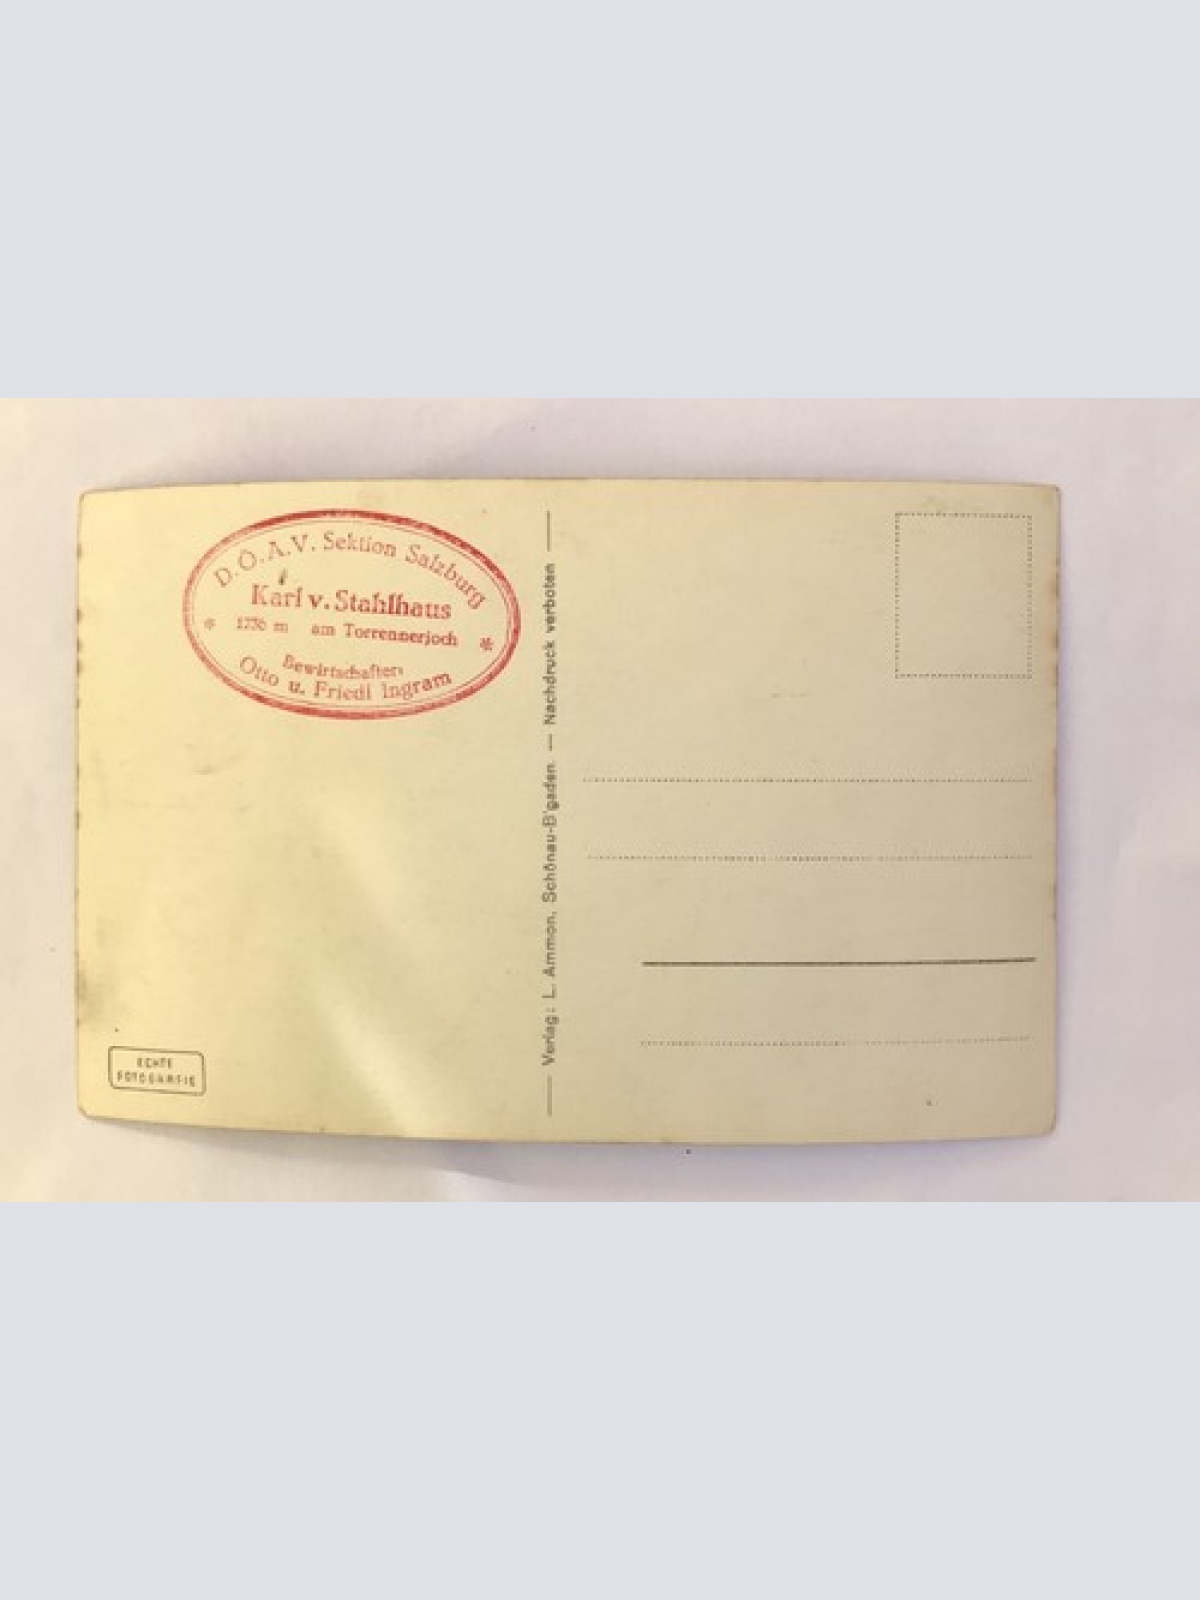 D.Ö.A.V. Sektion Salzburg
Karl v. Stahlhaus
1736 m am Torrennerjoch
Bewirtschafter:
Otto u. Friedl Ingram
Verlag: L. Ammon, Schönau-B'gaden. — Nachdruck verboten
ECHTE
FOTOGRAFIE